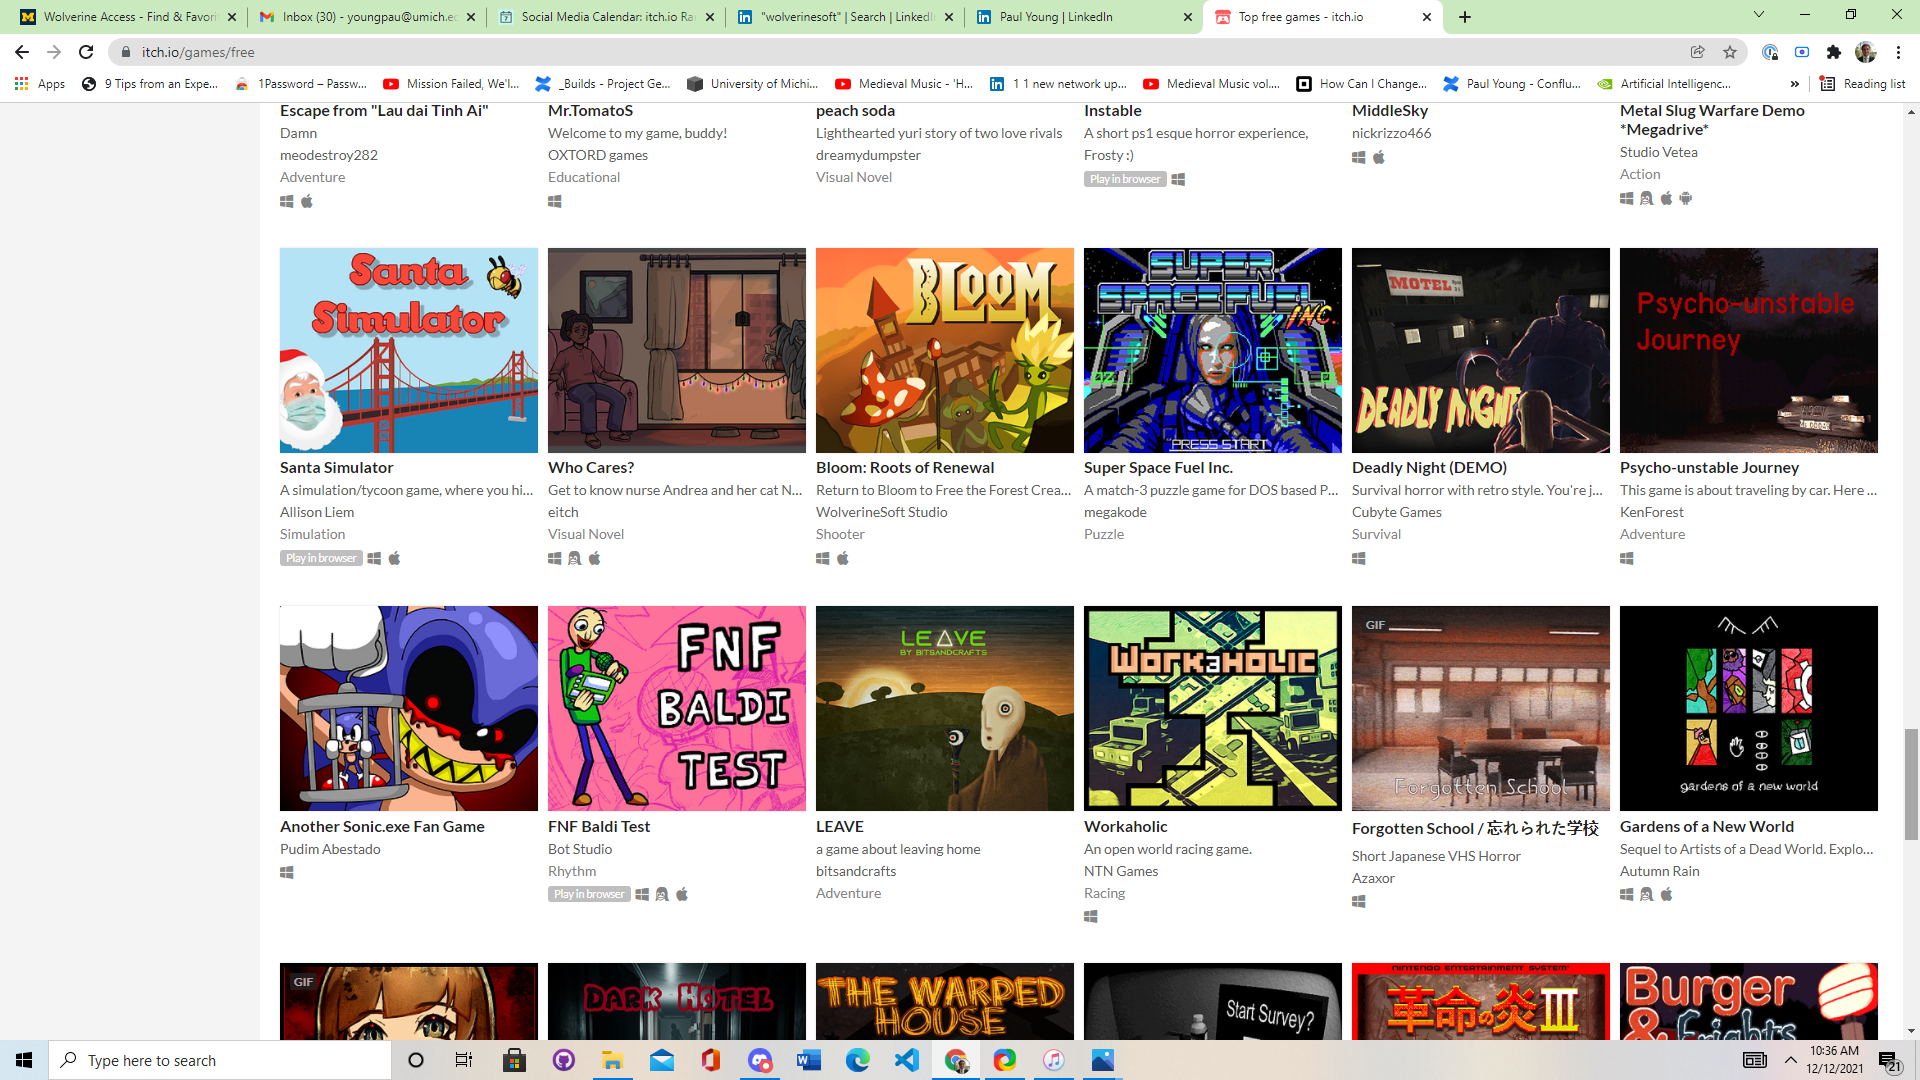 Wolverine Access - Find & Favori
Inbox (30) - youngpau@umich.ed
Social Media Calendar: itch.io Ra
"wolverinesoft" | Search | LinkedIn
Paul Young | LinkedIn
Top free games - itch.io
itch.io/games/free
Apps
9 Tips from an Expe...
1Password – Passw...
Mission Failed, We'l...
_Builds - Project Ge...
University of Michi...
Medieval Music - 'H...
1 1 new network up...
Medieval Music vol....
How Can I Change...
Paul Young - Conflu...
Artificial Intelligenc...
»
Reading list
Escape from "Lau dai Tinh Ai"
Damn
meodestroy282
Adventure
Mr.TomatoS
Welcome to my game, buddy!
OXTORD games
Educational
peach soda
Lighthearted yuri story of two love rivals
dreamydumpster
Visual Novel
Instable
A short ps1 esque horror experience,
Frosty :)
Play in browser
MiddleSky
nickrizzo466
Metal Slug Warfare Demo
*Megadrive*
Studio Vetea
Action
Santa
Simulator
Santa Simulator
A simulation/tycoon game, where you hi...
Allison Liem
Simulation
Play in browser
Who Cares?
Get to know nurse Andrea and her cat N...
eitch
Visual Novel
BLOOM
Bloom: Roots of Renewal
Return to Bloom to Free the Forest Crea...
WolverineSoft Studio
Shooter
SUPER
SPACE FUEL
INC.
PRESS START
Super Space Fuel Inc.
A match-3 puzzle game for DOS based P...
megakode
Puzzle
MOTEL
DEADLY NIGHT
Deadly Night (DEMO)
Survival horror with retro style. You're j...
Cubyte Games
Survival
Psycho-unstable
Journey
Psycho-unstable Journey
This game is about traveling by car. Here ...
KenForest
Adventure
Another Sonic.exe Fan Game
Pudim Abestado
FNF
BALDI
TEST
FNF Baldi Test
Bot Studio
Rhythm
Play in browser
LEAVE
BY BITSANDCRAFTS
LEAVE
a game about leaving home
bitsandcrafts
Adventure
WORKaHOLIC
Workaholic
An open world racing game.
NTN Games
Racing
GIF
Forgotten School
Forgotten School / 忘れられた学校
Short Japanese VHS Horror
Azaxor
gardens of a new world
Gardens of a New World
Sequel to Artists of a Dead World. Explo...
Autumn Rain
GIF
DARK HOTEL
THE WARPED
HOUSE
Start Survey?
NINTENDO ENTERTAINMENT SYSTEM
革命の炎III
Burger
& Frights
Type here to search
10:36 AM
12/12/2021
21